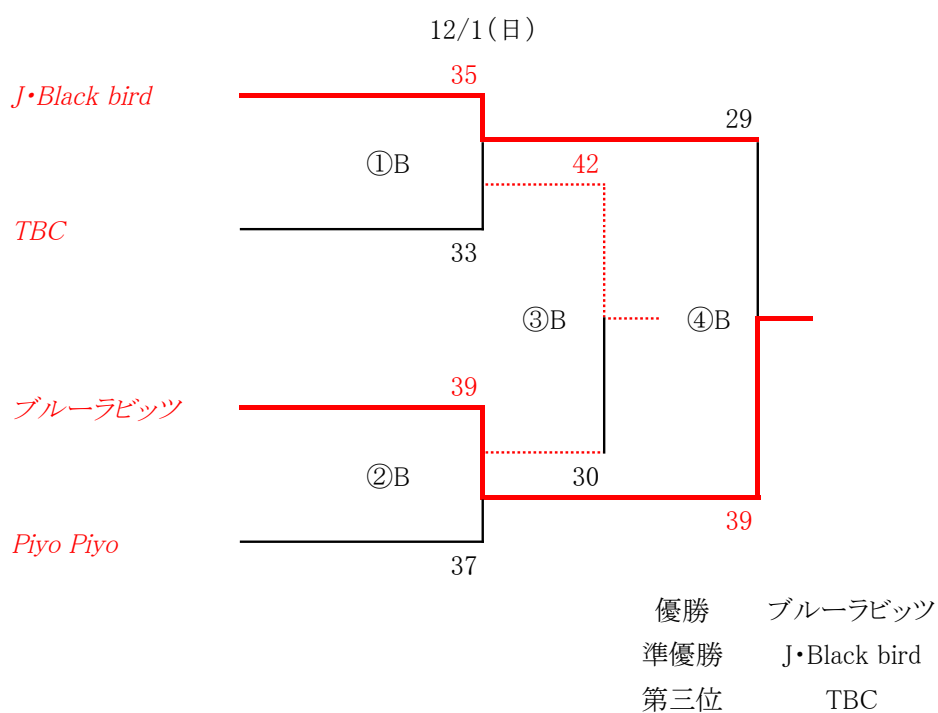 12/1(日)
35
J・Black bird
29
①B
42
TBC
33
③B
④B
39
ブルーラビッツ
②B
30
39
Piyo Piyo
37
優勝 ブルーラビッツ
準優勝 J・Black bird
第三位 TBC